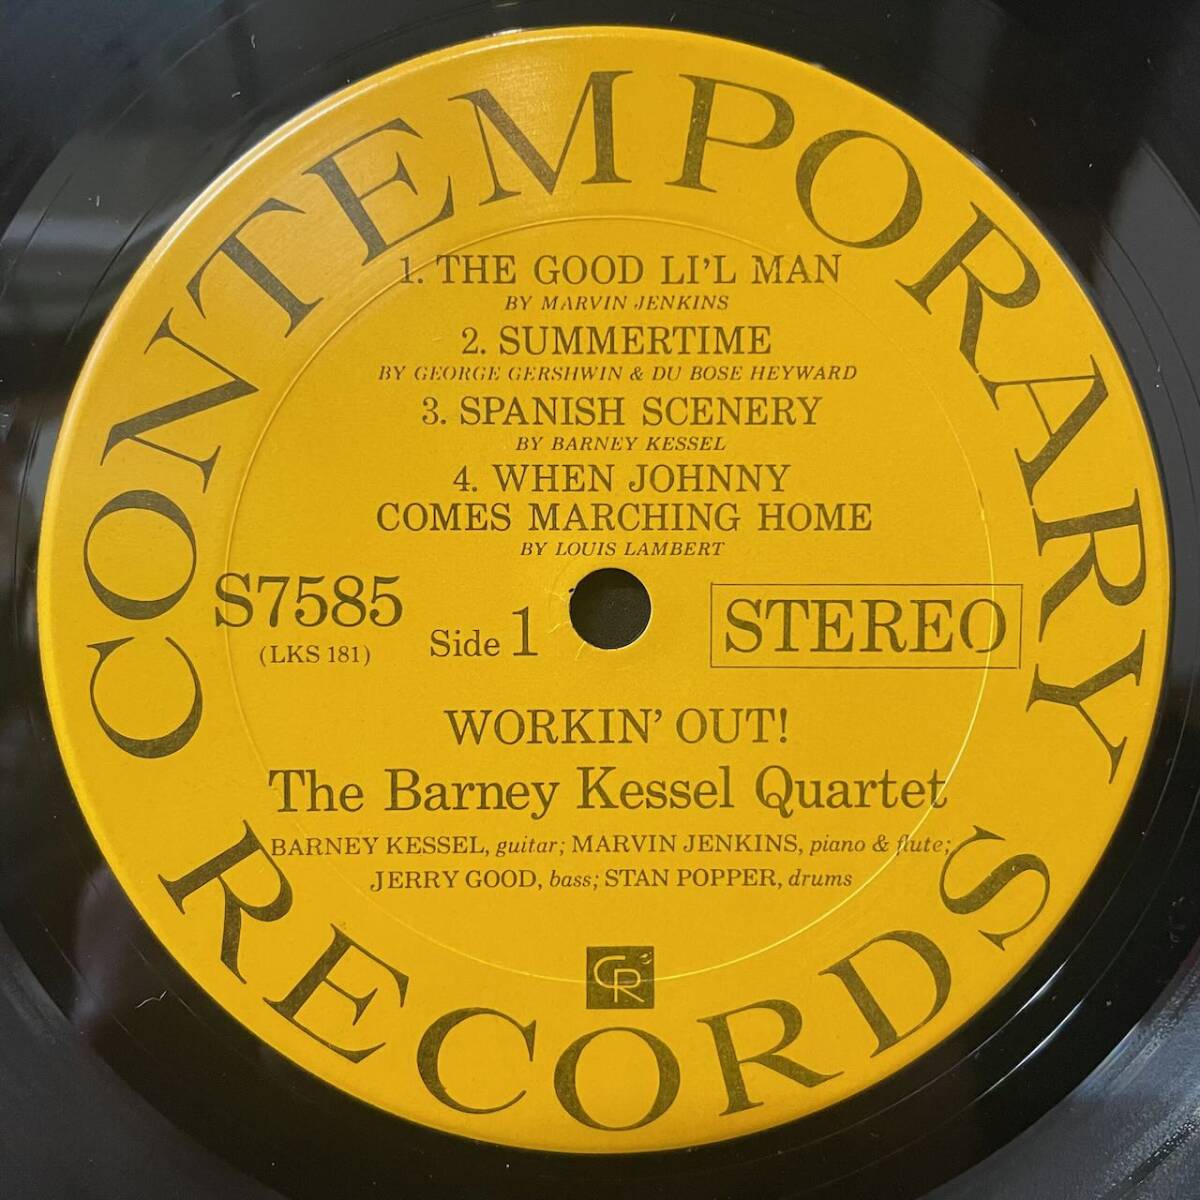 CONTEMPORARY
1. THE GOOD LI'L MAN
BY MARVIN JENKINS
2. SUMMERTIME
BY GEORGE GERSHWIN & DU BOSE HEYWARD
3. SPANISH SCENERY
BY BARNEY KESSEL
4. WHEN JOHNNY
COMES MARCHING HOME
BY LOUIS LAMBERT
S7585
(LKS 181)
Side 1
STEREO
WORKIN' OUT!
The Barney Kessel Quartet
BARNEY KESSEL, guitar; MARVIN JENKINS, piano & flute;
JERRY GOOD, bass; STAN POPPER, drums
CR
RECORDS